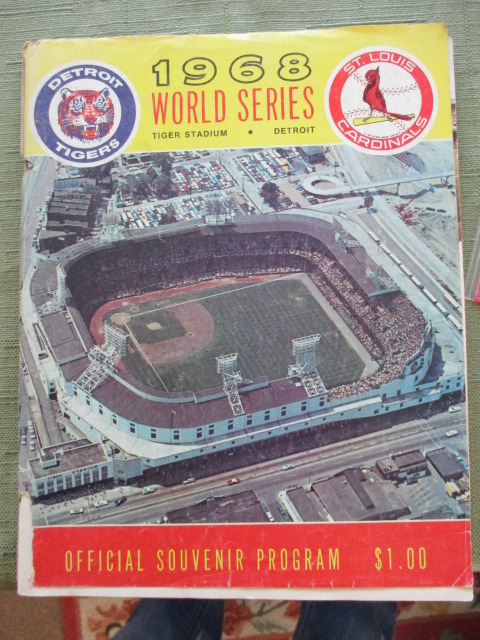 1968
WORLD SERIES
TIGER STADIUM • DETROIT
DETROIT
TIGERS
ST. LOUIS
CARDINALS
OFFICIAL SOUVENIR PROGRAM $1.00